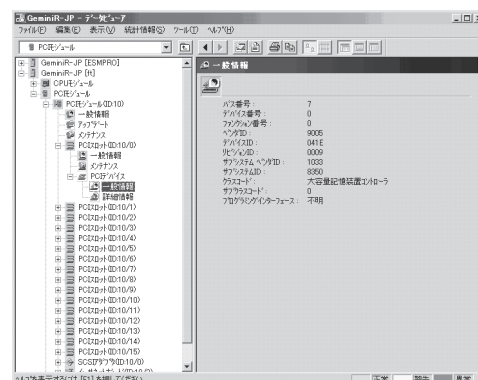 GeminiR-JP - ﾃﾞｰﾀﾋﾞｭｰｱ
ﾌｧｲﾙ(F) 編集(E) 表示(V) 統計情報(S) ﾂｰﾙ(T) ﾍﾙﾌﾟ(H)
PCIﾓｼﾞｭｰﾙ
GeminiR-JP [ESMPRO]
GeminiR-JP [ft]
CPUﾓｼﾞｭｰﾙ
PCIﾓｼﾞｭｰﾙ
PCIﾓｼﾞｭｰﾙ(ID:10)
一般情報
ｱｯﾌﾟﾃﾞｰﾄ
ﾒﾝﾃﾅﾝｽ
PCIｽﾛｯﾄ(ID:10/0)
一般情報
ﾒﾝﾃﾅﾝｽ
PCIﾃﾞﾊﾞｲｽ
一般情報
詳細情報
PCIｽﾛｯﾄ(ID:10/1)
PCIｽﾛｯﾄ(ID:10/2)
PCIｽﾛｯﾄ(ID:10/3)
PCIｽﾛｯﾄ(ID:10/4)
PCIｽﾛｯﾄ(ID:10/5)
PCIｽﾛｯﾄ(ID:10/6)
PCIｽﾛｯﾄ(ID:10/7)
PCIｽﾛｯﾄ(ID:10/8)
PCIｽﾛｯﾄ(ID:10/9)
PCIｽﾛｯﾄ(ID:10/10)
PCIｽﾛｯﾄ(ID:10/11)
PCIｽﾛｯﾄ(ID:10/12)
PCIｽﾛｯﾄ(ID:10/13)
PCIｽﾛｯﾄ(ID:10/14)
PCIｽﾛｯﾄ(ID:10/15)
SCSIｱﾀﾞﾌﾟﾀ(ID:10/0)
一般情報
ﾊﾞｽ番号: 7
ﾃﾞﾊﾞｲｽ番号: 0
ﾌｧﾝｸｼｮﾝ番号: 0
ﾍﾞﾝﾀﾞID: 9005
ﾃﾞﾊﾞｲｽID: 041E
ﾘﾋﾞｼﾞｮﾝID: 0009
ｻﾌﾞｼｽﾃﾑ ﾍﾞﾝﾀﾞID: 1033
ｻﾌﾞｼｽﾃﾑID: 8350
ｸﾗｽｺｰﾄﾞ: 大容量記憶装置ｺﾝﾄﾛｰﾗ
ｻﾌﾞｸﾗｽｺｰﾄﾞ: 0
ﾌﾟﾛｸﾞﾗﾐﾝｸﾞｲﾝﾀｰﾌｪｰｽ: 不明
ﾍﾙﾌﾟを表示するには [F1] を押してください
正常 警告 異常